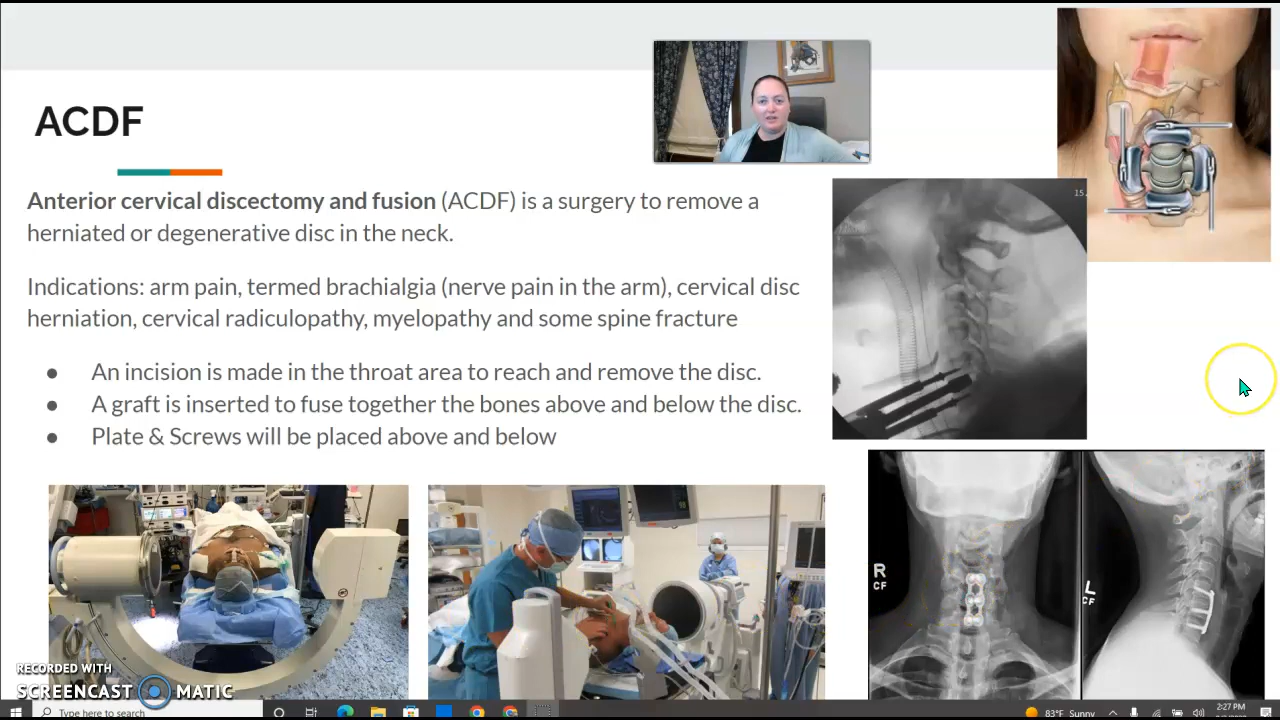 ACDF
Anterior cervical discectomy and fusion (ACDF) is a surgery to remove a
herniated or degenerative disc in the neck.
Indications: arm pain, termed brachialgia (nerve pain in the arm), cervical disc
herniation, cervical radiculopathy, myelopathy and some spine fracture
● An incision is made in the throat area to reach and remove the disc.
● A graft is inserted to fuse together the bones above and below the disc.
● Plate & Screws will be placed above and below
15
R
CF
L
CF
RECORDED WITH
SCREENCAST MATIC
Type here to search
83°F Sunny
2:27 PM